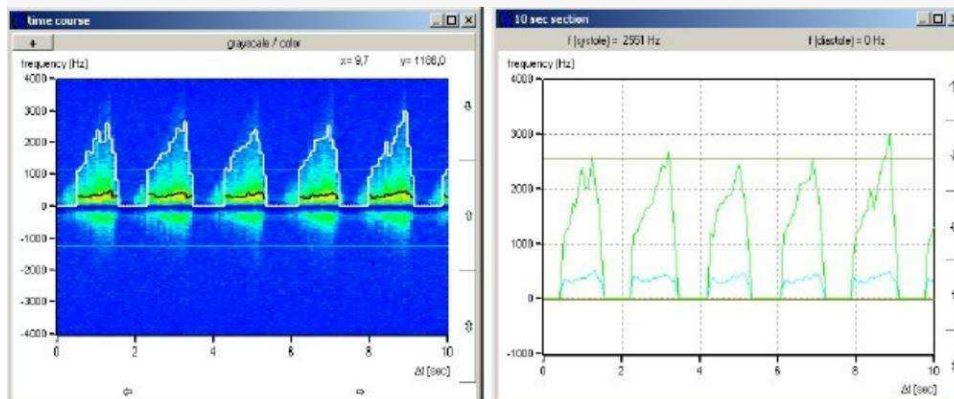 time course
+
grayscale / color
frequency [Hz]
x= 9,7
y= 1188,0
4000
3000
2000
1000
0
-1000
-2000
-3000
-4000
0
2
4
6
8
10
Δt [sec]
10 sec section
f (systole) = 2551 Hz
f (diastole) = 0 Hz
frequency [Hz]
4000
3000
2000
1000
0
-1000
0
2
4
6
8
10
Δt [sec]